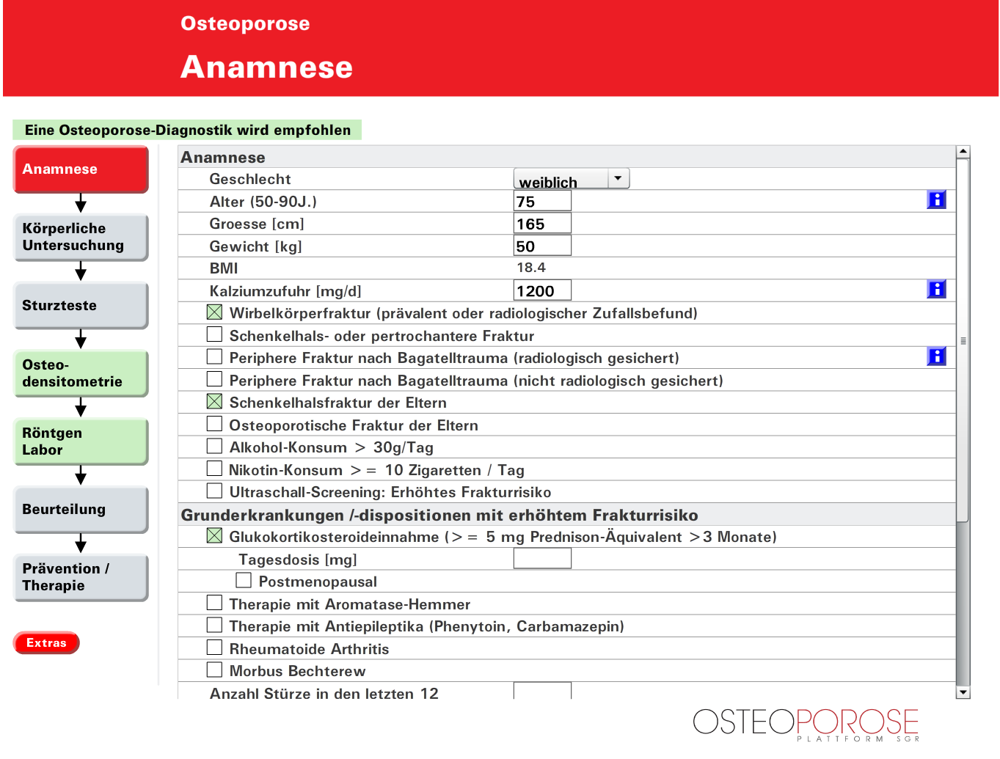 Osteoporose
Anamnese
Eine Osteoporose-Diagnostik wird empfohlen
Anamnese
Körperliche
Untersuchung
Sturzteste
Osteo-
densitometrie
Röntgen
Labor
Beurteilung
Prävention /
Therapie
Extras
Anamnese
Geschlecht weiblich
Alter (50-90J.) 75 i
Groesse [cm] 165
Gewicht [kg] 50
BMI 18.4
Kalziumzufuhr [mg/d] 1200 i
Wirbelkörperfraktur (prävalent oder radiologischer Zufallsbefund)
Schenkelhals- oder pertrochantere Fraktur
Periphere Fraktur nach Bagatelltrauma (radiologisch gesichert) i
Periphere Fraktur nach Bagatelltrauma (nicht radiologisch gesichert)
Schenkelhalsfraktur der Eltern
Osteoporotische Fraktur der Eltern
Alkohol-Konsum > 30g/Tag
Nikotin-Konsum >= 10 Zigaretten / Tag
Ultraschall-Screening: Erhöhtes Frakturrisiko
Grunderkrankungen /-dispositionen mit erhöhtem Frakturrisiko
Glukokortikosteroideinnahme (>= 5 mg Prednison-Äquivalent >3 Monate)
Tagesdosis [mg]
Postmenopausal
Therapie mit Aromatase-Hemmer
Therapie mit Antiepileptika (Phenytoin, Carbamazepin)
Rheumatoide Arthritis
Morbus Bechterew
Anzahl Stürze in den letzten 12
OSTEOPOROSE
PLATTFORM SGR